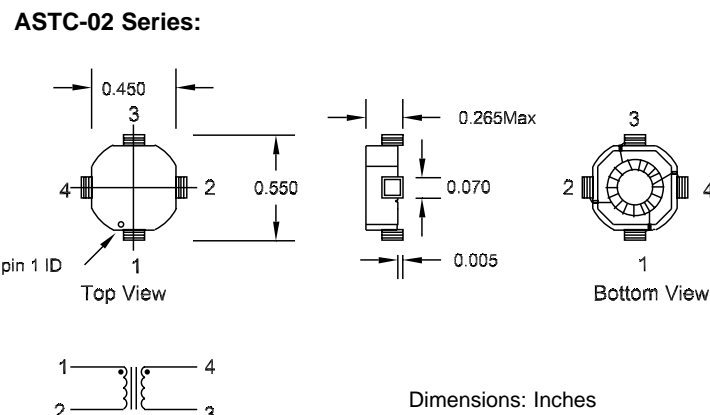 ASTC-02 Series:
0.450
3
4
2
0.550
pin 1 ID
1
Top View
0.265Max
0.070
0.005
3
2
4
1
Bottom View
1
4
2
3
Dimensions: Inches